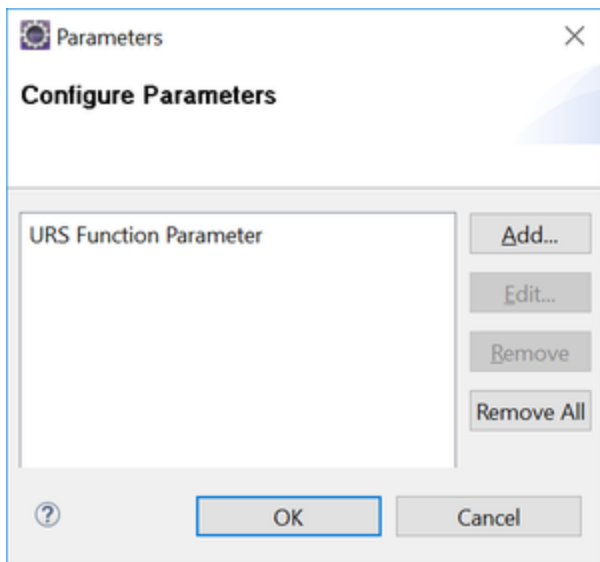 Parameters
Configure Parameters
URS Function Parameter
Add...
Edit...
Remove
Remove All
?
OK
Cancel